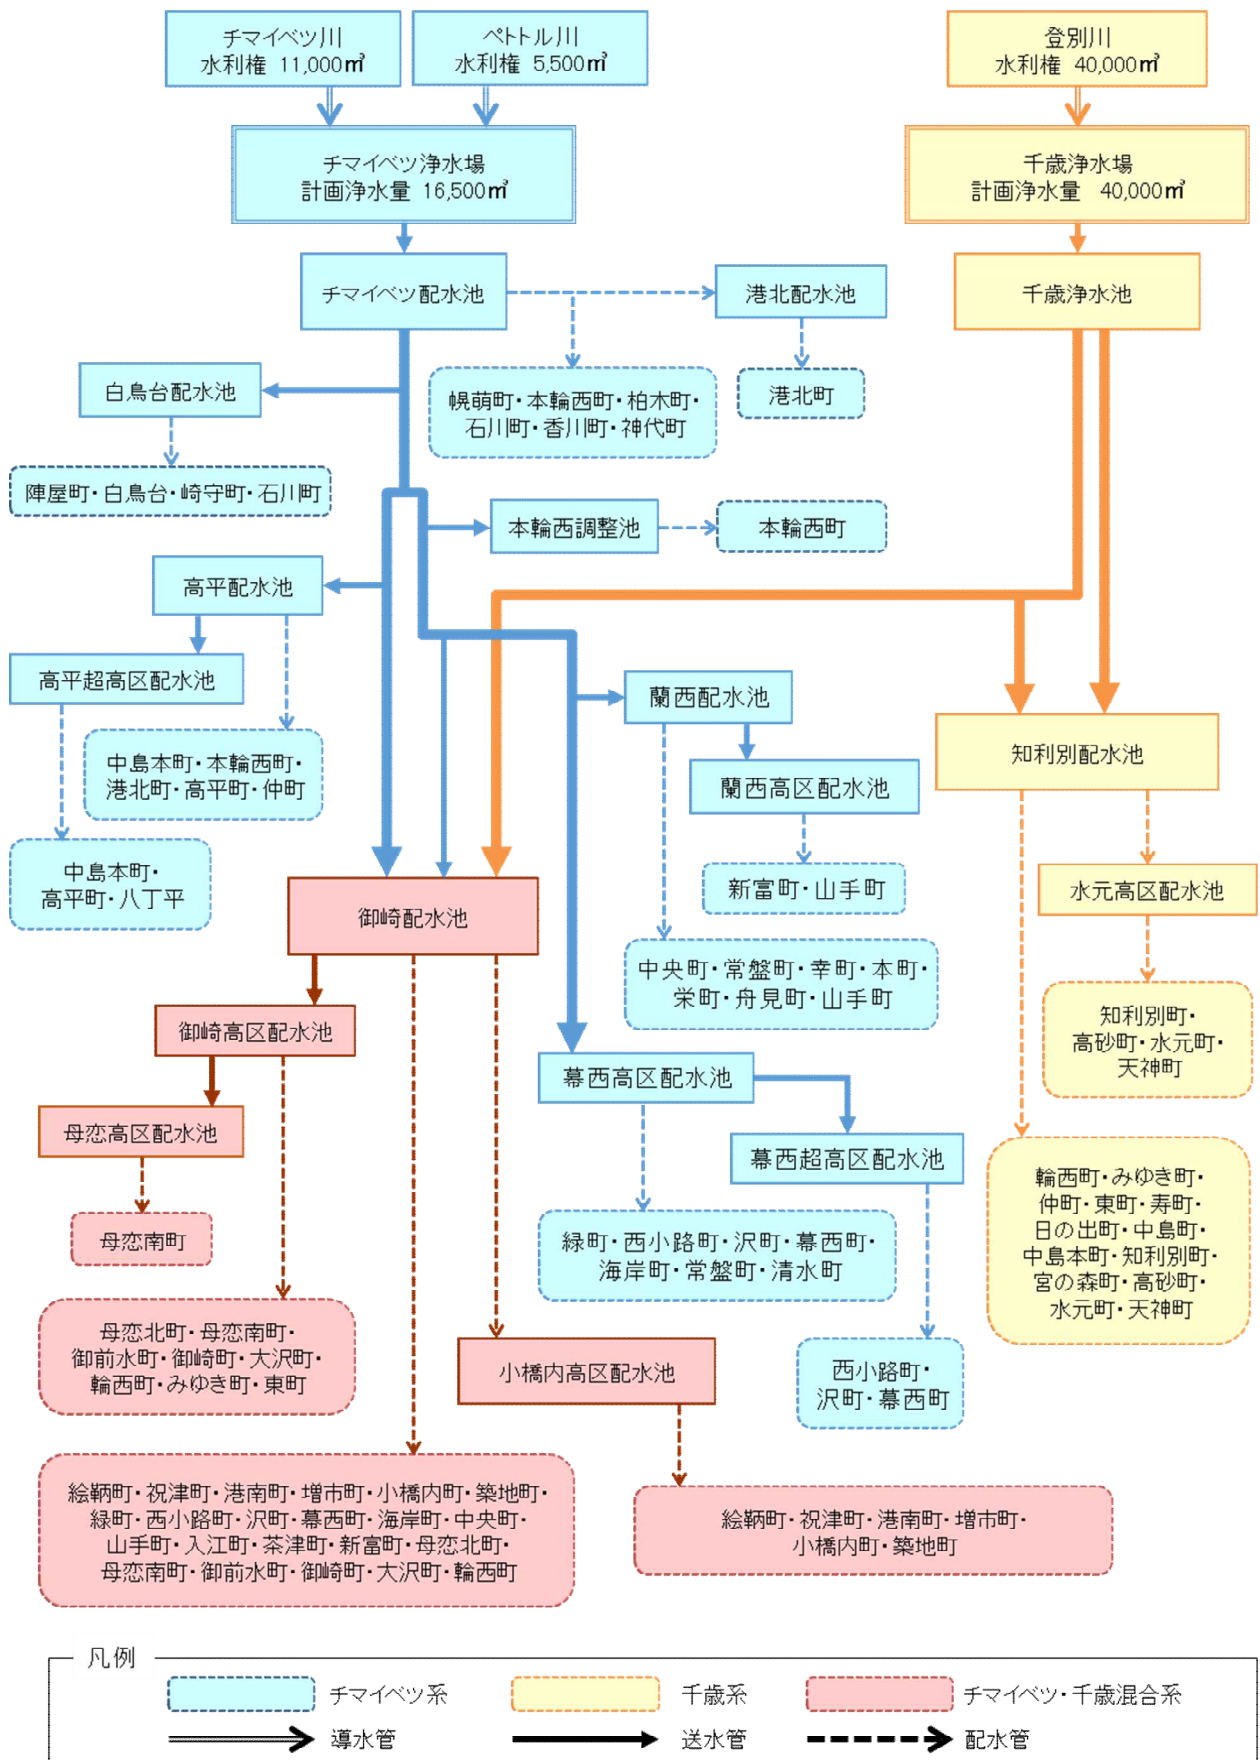 チマイベツ川
水利権 11,000㎥
ペトトル川
水利権 5,500㎥
登別川
水利権 40,000㎥
チマイベツ浄水場
計画浄水量 16,500㎥
千歳浄水場
計画浄水量 40,000㎥
チマイベツ配水池
港北配水池
千歳浄水池
白鳥台配水池
幌萌町・本輪西町・柏木町・
石川町・香川町・神代町
港北町
陣屋町・白鳥台・崎守町・石川町
本輪西調整池
本輪西町
高平配水池
高平超高区配水池
蘭西配水池
知利別配水池
中島本町・本輪西町・
港北町・高平町・仲町
蘭西高区配水池
中島本町・
高平町・八丁平
新富町・山手町
水元高区配水池
御崎配水池
中央町・常盤町・幸町・本町・
栄町・舟見町・山手町
御崎高区配水池
知利別町・
高砂町・水元町・
天神町
幕西高区配水池
母恋高区配水池
幕西超高区配水池
輪西町・みゆき町・
仲町・東町・寿町・
日の出町・中島町・
中島本町・知利別町・
宮の森町・高砂町・
水元町・天神町
母恋南町
緑町・西小路町・沢町・幕西町・
海岸町・常盤町・清水町
母恋北町・母恋南町・
御前水町・御崎町・大沢町・
輪西町・みゆき町・東町
小橋内高区配水池
西小路町・
沢町・幕西町
絵鞆町・祝津町・港南町・増市町・小橋内町・築地町・
緑町・西小路町・沢町・幕西町・海岸町・中央町・
山手町・入江町・茶津町・新富町・母恋北町・
母恋南町・御前水町・御崎町・大沢町・輪西町
絵鞆町・祝津町・港南町・増市町・
小橋内町・築地町
凡例
チマイベツ系
千歳系
チマイベツ・千歳混合系
導水管
送水管
配水管